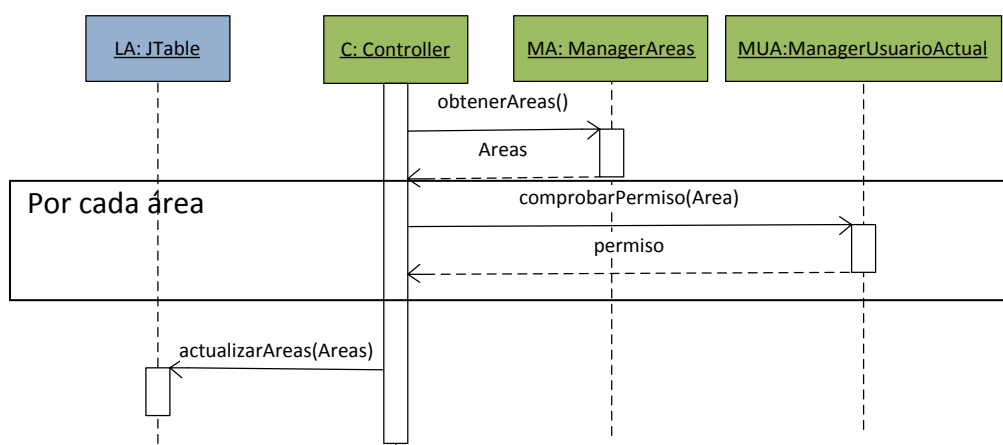 LA: JTable
C: Controller
MA: ManagerAreas
MUA:ManagerUsuarioActual
obtenerAreas()
Areas
Por cada área
comprobarPermiso(Area)
permiso
actualizarAreas(Areas)